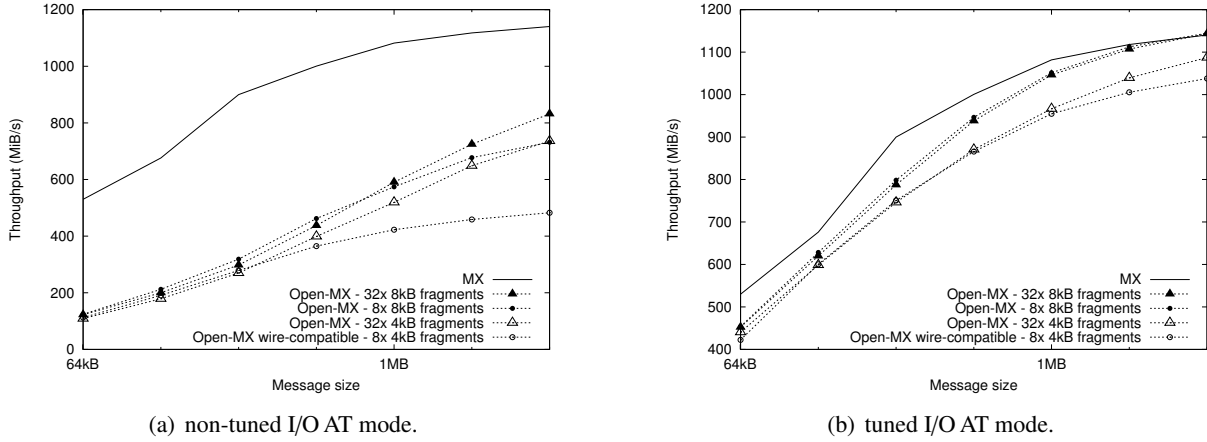 1200
1000
800
600
400
200
0
Throughput (MiB/s)
64kB
1MB
Message size
MX
Open-MX - 32x 8kB fragments
Open-MX - 8x 8kB fragments
Open-MX - 32x 4kB fragments
Open-MX wire-compatible - 8x 4kB fragments
(a) non-tuned I/O AT mode.
1200
1100
1000
900
800
700
600
500
400
Throughput (MiB/s)
64kB
1MB
Message size
MX
Open-MX - 32x 8kB fragments
Open-MX - 8x 8kB fragments
Open-MX - 32x 4kB fragments
Open-MX wire-compatible - 8x 4kB fragments
(b) tuned I/O AT mode.